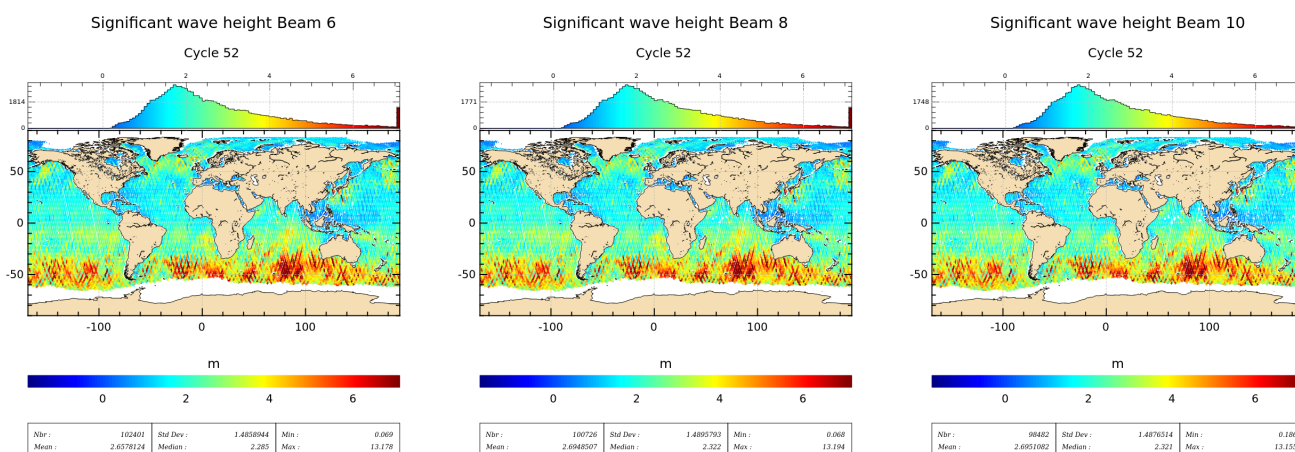 Significant wave height Beam 6
Cycle 52
0 2 4 6
1814
0
50
0
-50
-100 0 100
m
0 2 4 6
Nbr : 102401 Std Dev : 1.4858944 Min : 0.069
Mean : 2.6578124 Median : 2.285 Max : 13.178
Significant wave height Beam 8
Cycle 52
0 2 4 6
1771
0
50
0
-50
-100 0 100
m
0 2 4 6
Nbr : 100726 Std Dev : 1.4895793 Min : 0.068
Mean : 2.6948507 Median : 2.322 Max : 13.194
Significant wave height Beam 10
Cycle 52
0 2 4 6
1748
0
50
0
-50
-100 0 100
m
0 2 4 6
Nbr : 98482 Std Dev : 1.4876514 Min :
Mean : 2.6951082 Median : 2.321 Max :